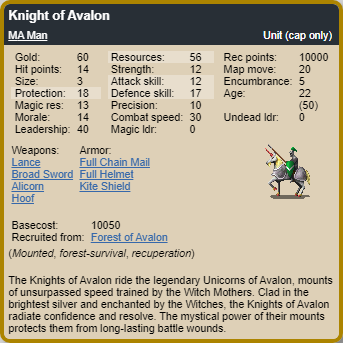 Knight of Avalon
MA Man Unit (cap only)
Gold: 60 Resources: 56 Rec points: 10000
Hit points: 14 Strength: 12 Map move: 20
Size: 3 Attack skill: 12 Encumbrance: 5
Protection: 18 Defence skill: 17 Age: 22
Magic res: 13 Precision: 10 (50)
Morale: 14 Combat speed: 30 Undead ldr: 0
Leadership: 40 Magic ldr: 0
Weapons: Armor:
Lance Full Chain Mail
Broad Sword Full Helmet
Alicorn Kite Shield
Hoof
Basecost: 10050
Recruited from: Forest of Avalon
(Mounted, forest-survival, recuperation)
The Knights of Avalon ride the legendary Unicorns of Avalon, mounts
of unsurpassed speed trained by the Witch Mothers. Clad in the
brightest silver and enchanted by the Witches, the Knights of Avalon
radiate confidence and resolve. The mystical power of their mounts
protects them from long-lasting battle wounds.